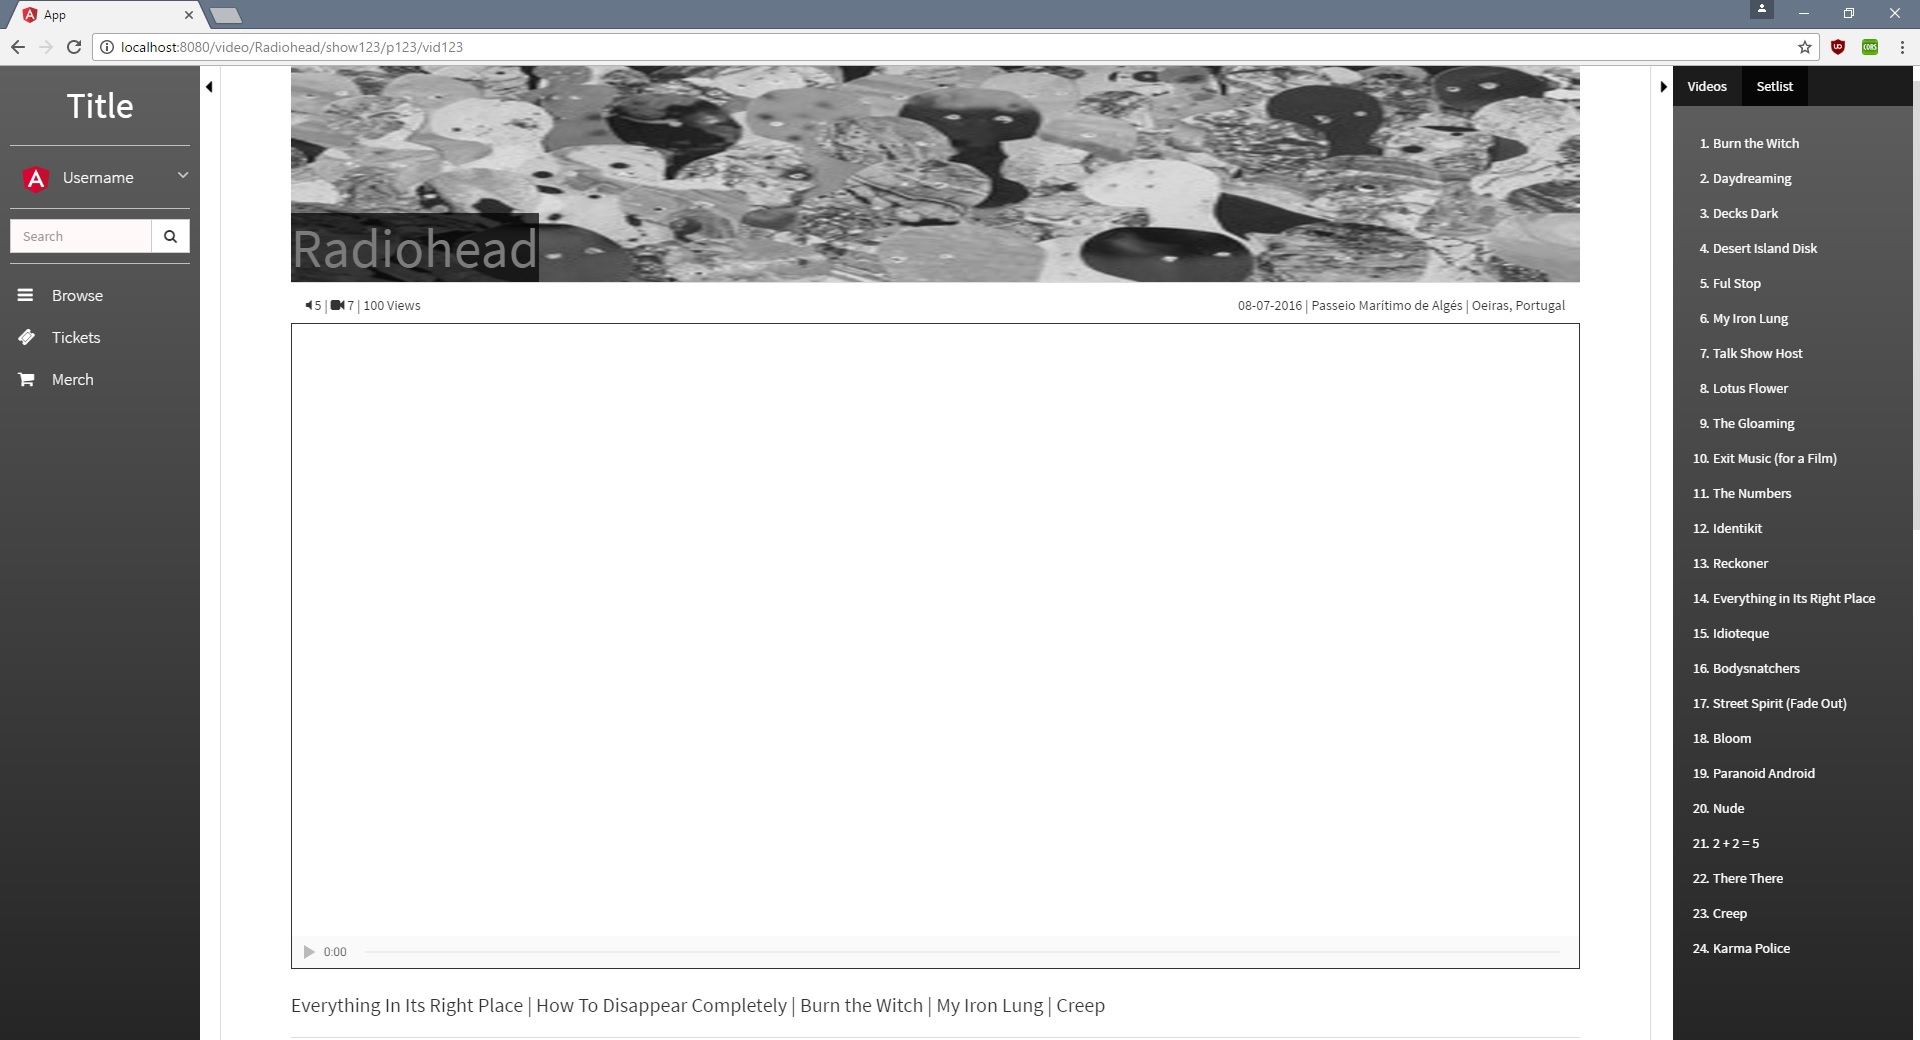 App
localhost:8080/video/Radiohead/show123/p123/vid123
Title
Username
Search
Browse
Tickets
Merch
Radiohead
5 | 7 | 100 Views
08-07-2016 | Passeio Marítimo de Algés | Oeiras, Portugal
0:00
Everything In Its Right Place | How To Disappear Completely | Burn the Witch | My Iron Lung | Creep
Videos Setlist
1. Burn the Witch
2. Daydreaming
3. Decks Dark
4. Desert Island Disk
5. Ful Stop
6. My Iron Lung
7. Talk Show Host
8. Lotus Flower
9. The Gloaming
10. Exit Music (for a Film)
11. The Numbers
12. Identikit
13. Reckoner
14. Everything in Its Right Place
15. Idioteque
16. Bodysnatchers
17. Street Spirit (Fade Out)
18. Bloom
19. Paranoid Android
20. Nude
21. 2 + 2 = 5
22. There There
23. Creep
24. Karma Police